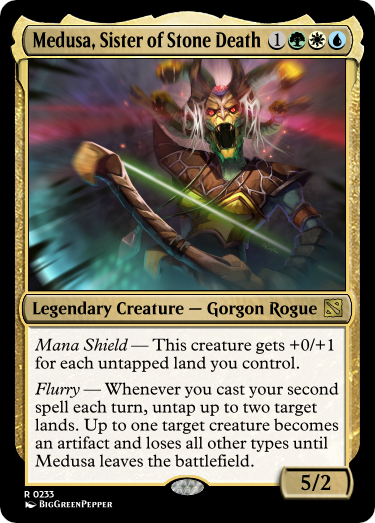 Medusa, Sister of Stone Death 1
Legendary Creature — Gorgon Rogue
Mana Shield — This creature gets +0/+1
for each untapped land you control.
Flurry — Whenever you cast your second
spell each turn, untap up to two target
lands. Up to one target creature becomes
an artifact and loses all other types until
Medusa leaves the battlefield.
5/2
R 0233
BigGreenPepper